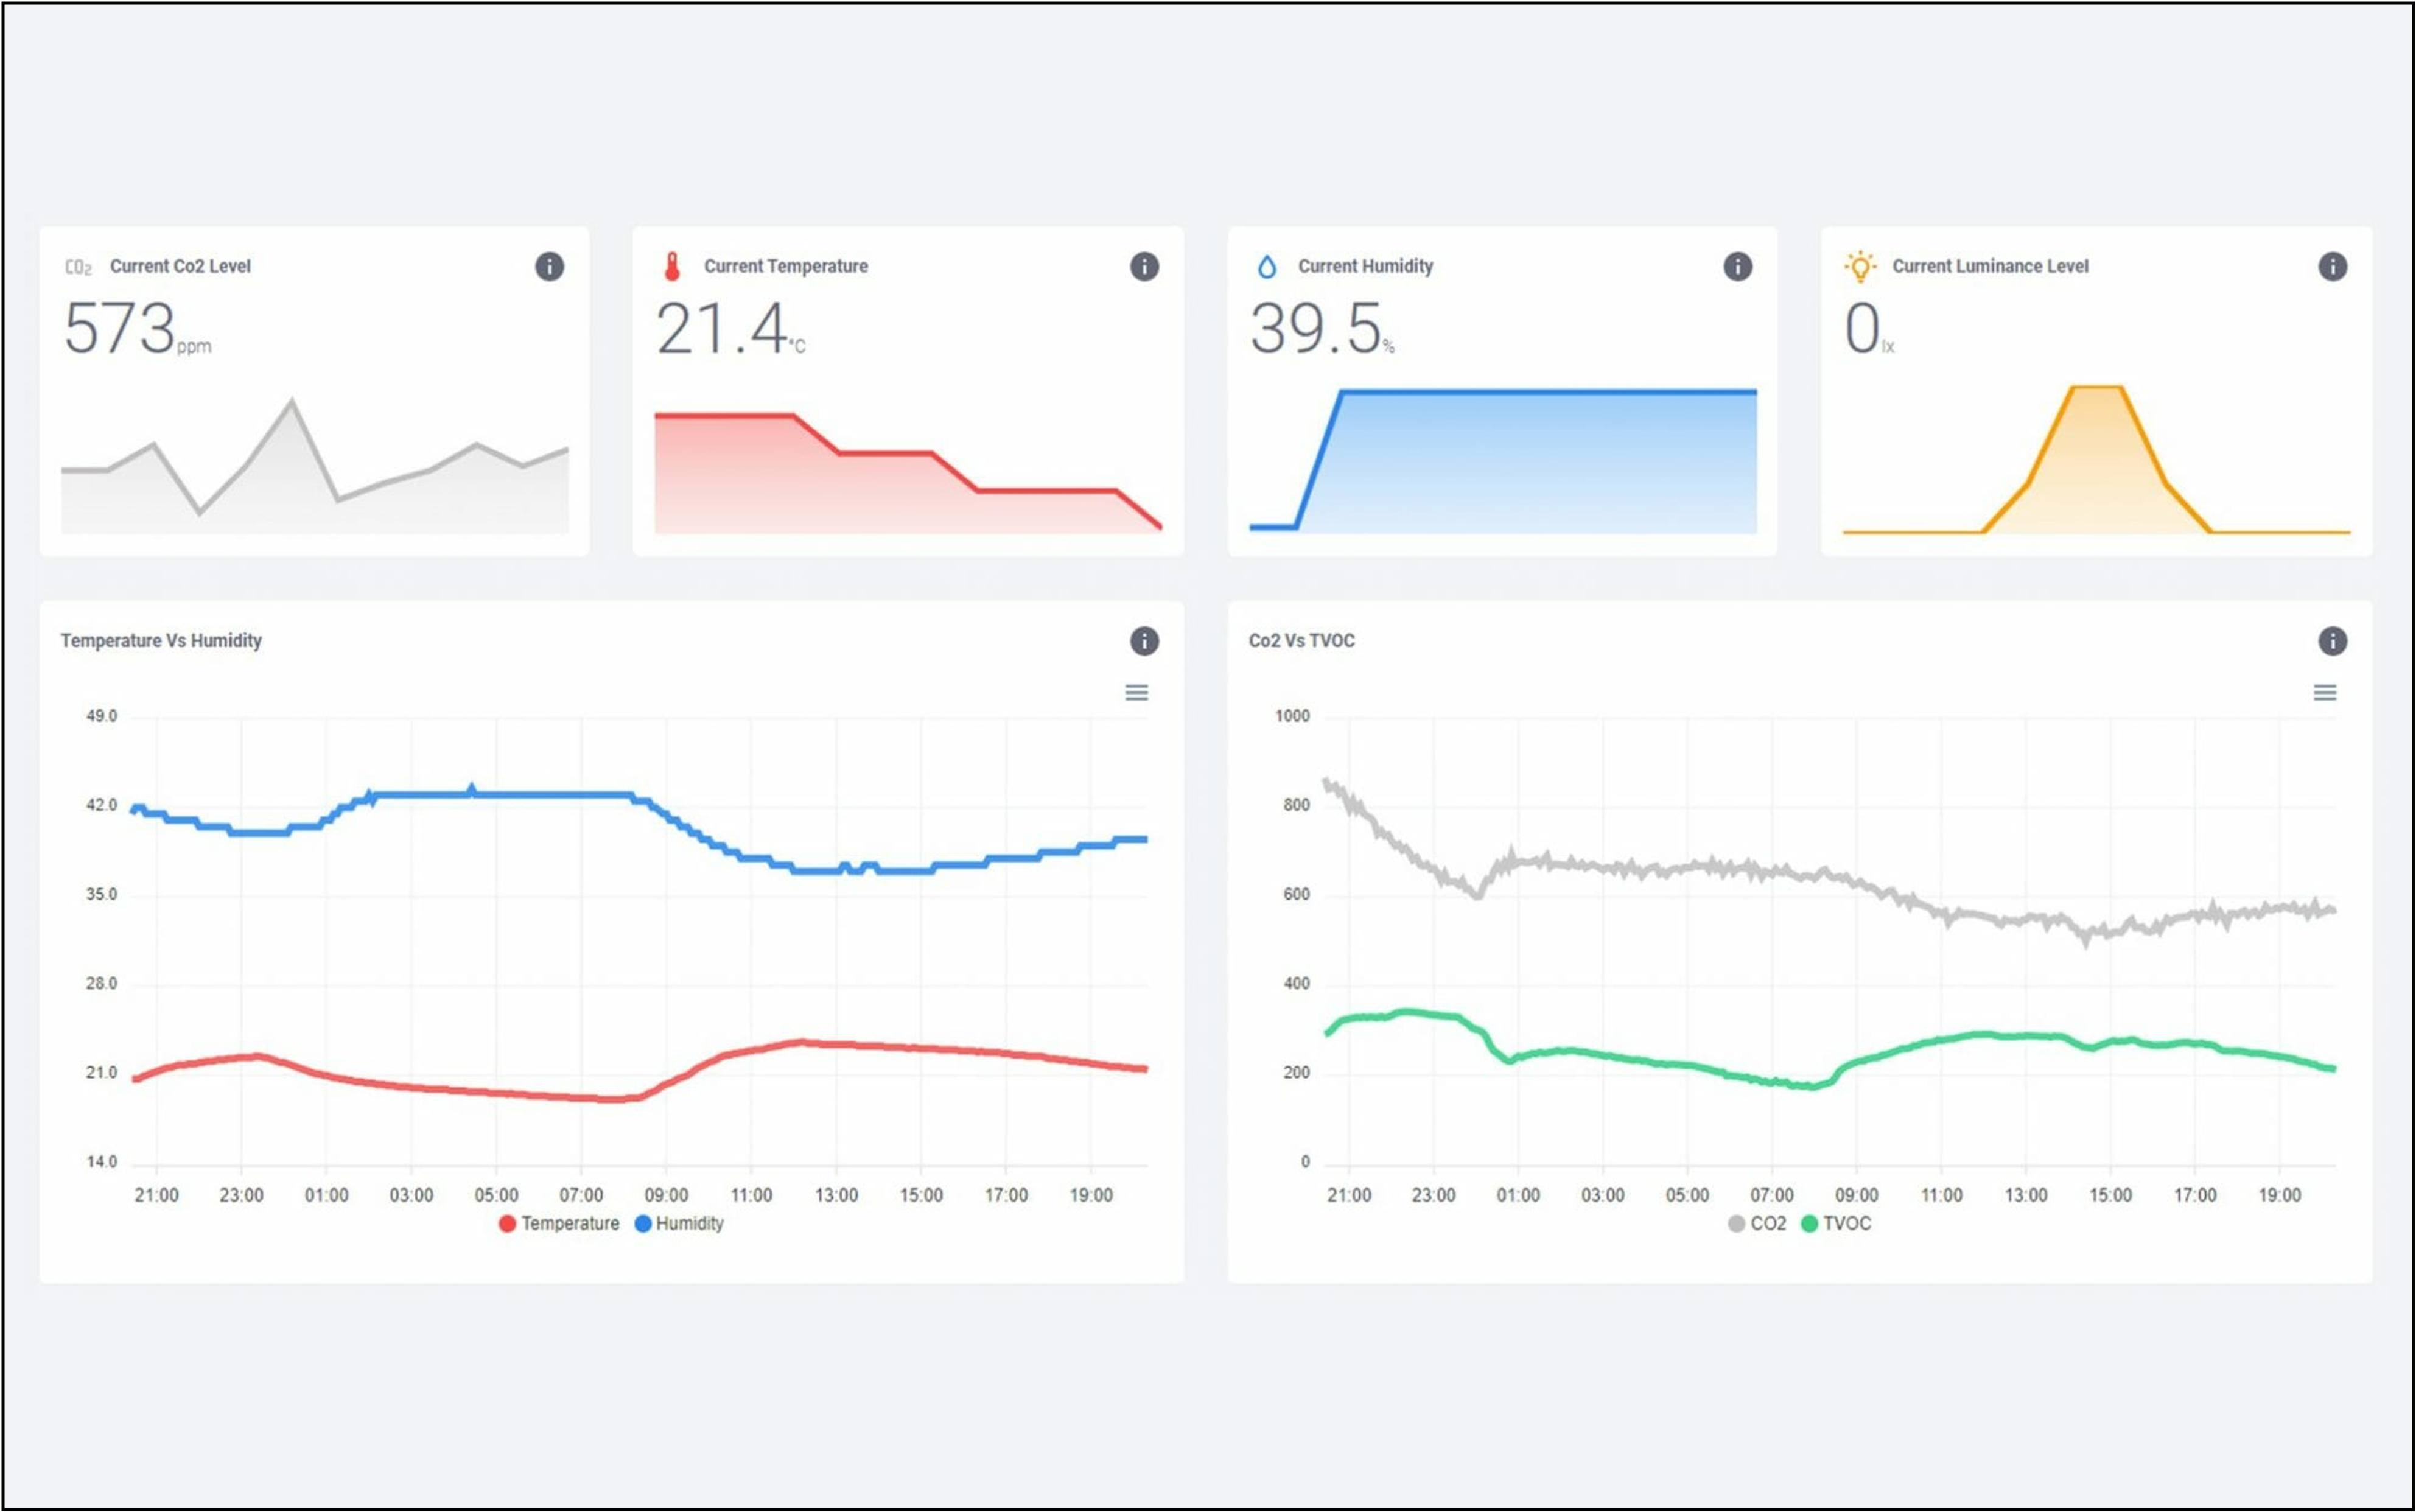 CO2 Current Co2 Level
573 ppm
Current Temperature
21.4 °C
Current Humidity
39.5 %
Current Luminance Level
0 lx
Temperature Vs Humidity
49.0
42.0
35.0
28.0
21.0
14.0
21:00 23:00 01:00 03:00 05:00 07:00 09:00 11:00 13:00 15:00 17:00 19:00
Temperature Humidity
Co2 Vs TVOC
1000
800
600
400
200
0
21:00 23:00 01:00 03:00 05:00 07:00 09:00 11:00 13:00 15:00 17:00 19:00
CO2 TVOC